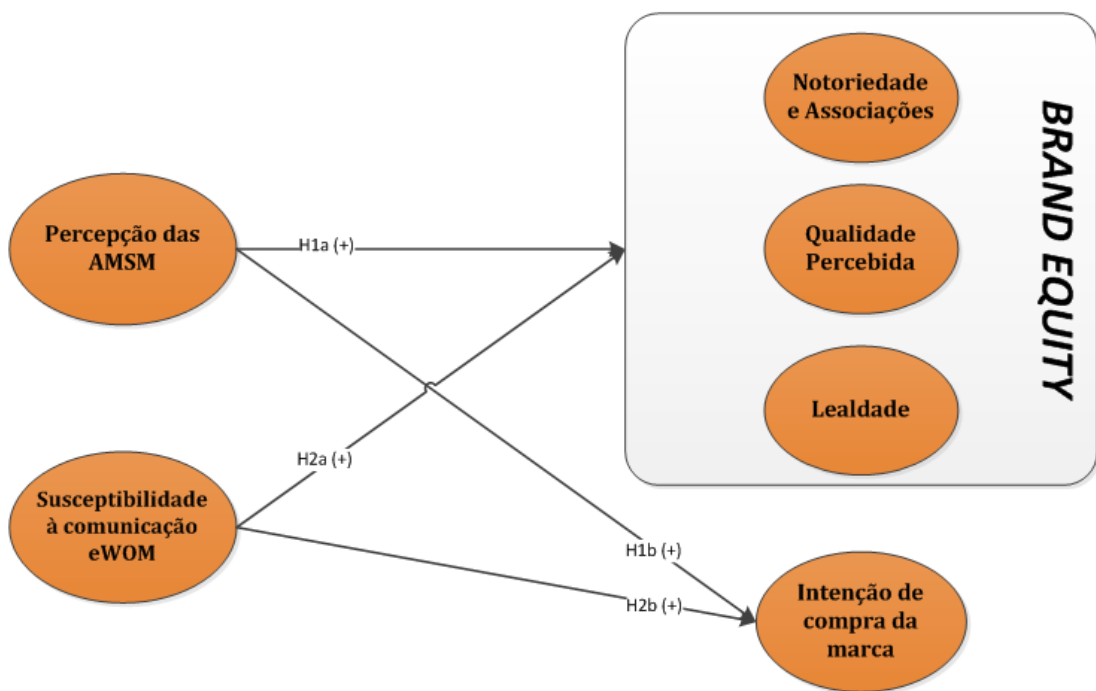 Notoriedade
e Associações
Percepção das
AMSM
H1a (+)
Qualidade
Percebida
BRAND EQUITY
Lealdade
H2a (+)
Susceptibilidade
à comunicação
eWOM
H1b (+)
H2b (+)
Intenção de
compra da
marca